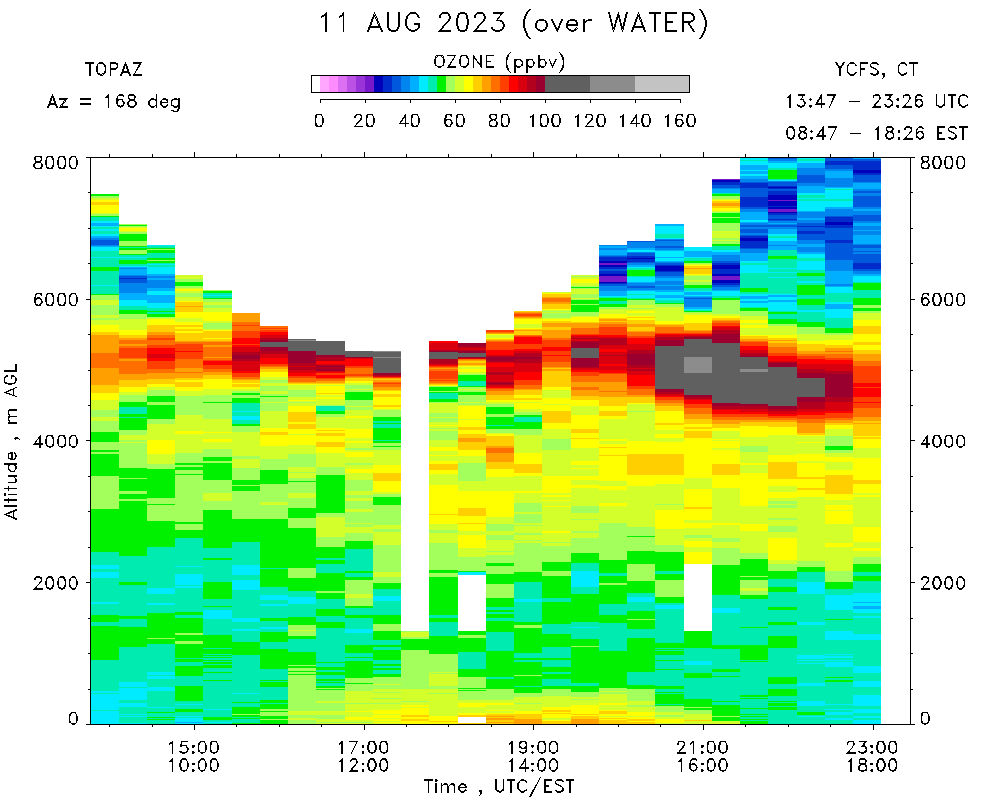 11 AUG 2023 (over WATER)
TOPAZ
OZONE (ppbv)
YCFS, CT
Az = 168 deg
13:47 – 23:26 UTC
0 20 40 60 80 100 120 140 160
08:47 – 18:26 EST
8000 8000
6000 6000
Altitude , m AGL
4000 4000
2000 2000
0 0
15:00 17:00 19:00 21:00 23:00
10:00 12:00 14:00 16:00 18:00
Time , UTC/EST